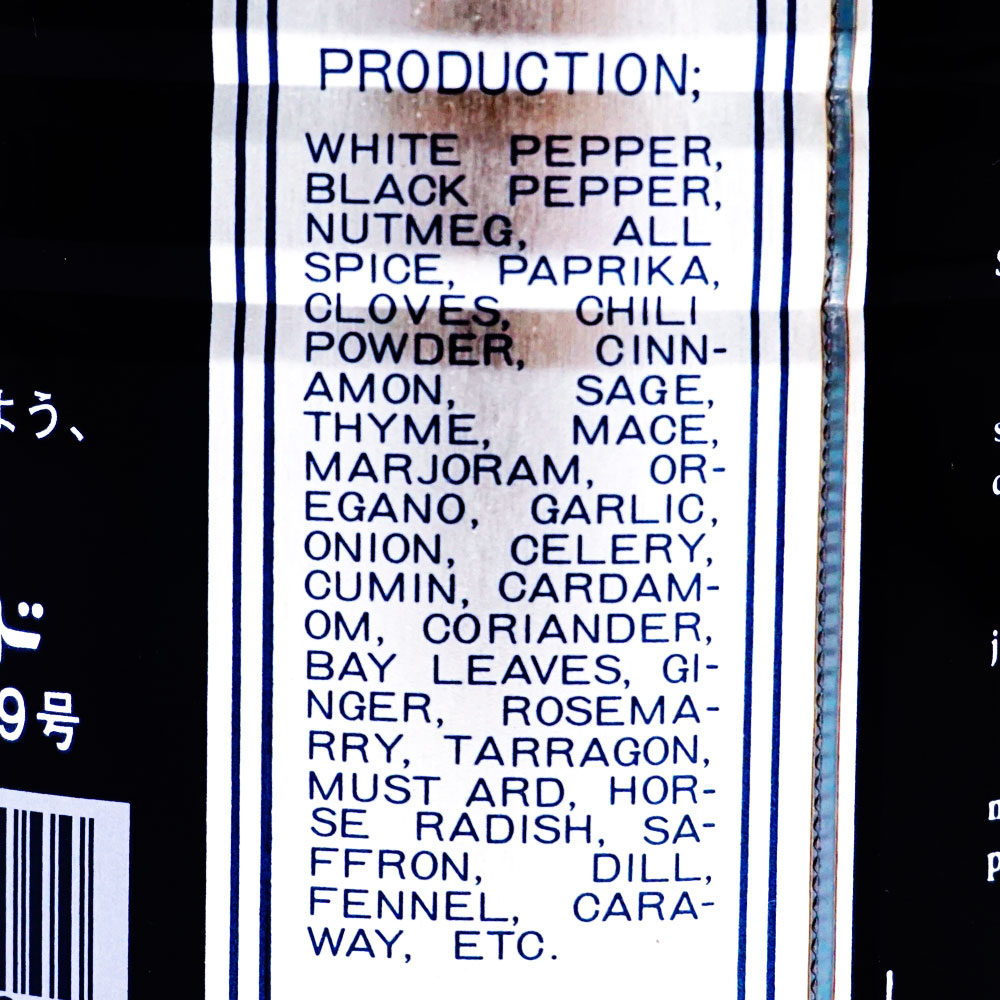 PRODUCTION;
WHITE PEPPER,
BLACK PEPPER,
NUTMEG, ALL
SPICE, PAPRIKA,
CLOVES, CHILI
POWDER, CINN-
AMON, SAGE,
THYME, MACE,
MARJORAM, OR-
EGANO, GARLIC,
ONION, CELERY,
CUMIN, CARDAM-
OM, CORIANDER,
BAY LEAVES, GI-
NGER, ROSEMA-
RRY, TARRAGON,
MUST ARD, HOR-
SE RADISH, SA-
FFRON, DILL,
FENNEL, CARA-
WAY, ETC.
よう、
ド
9号